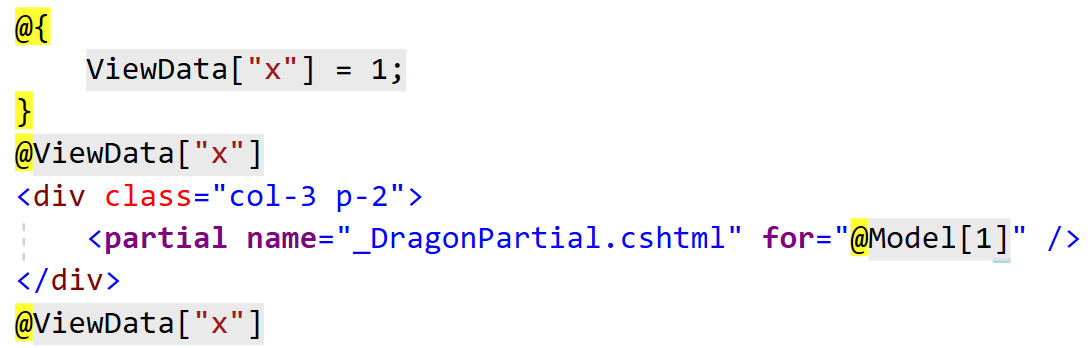 @{
    ViewData["x"] = 1;
}
@ViewData["x"]
<div class="col-3 p-2">
    <partial name="_DragonPartial.cshtml" for="@Model[1]" />
</div>
@ViewData["x"]